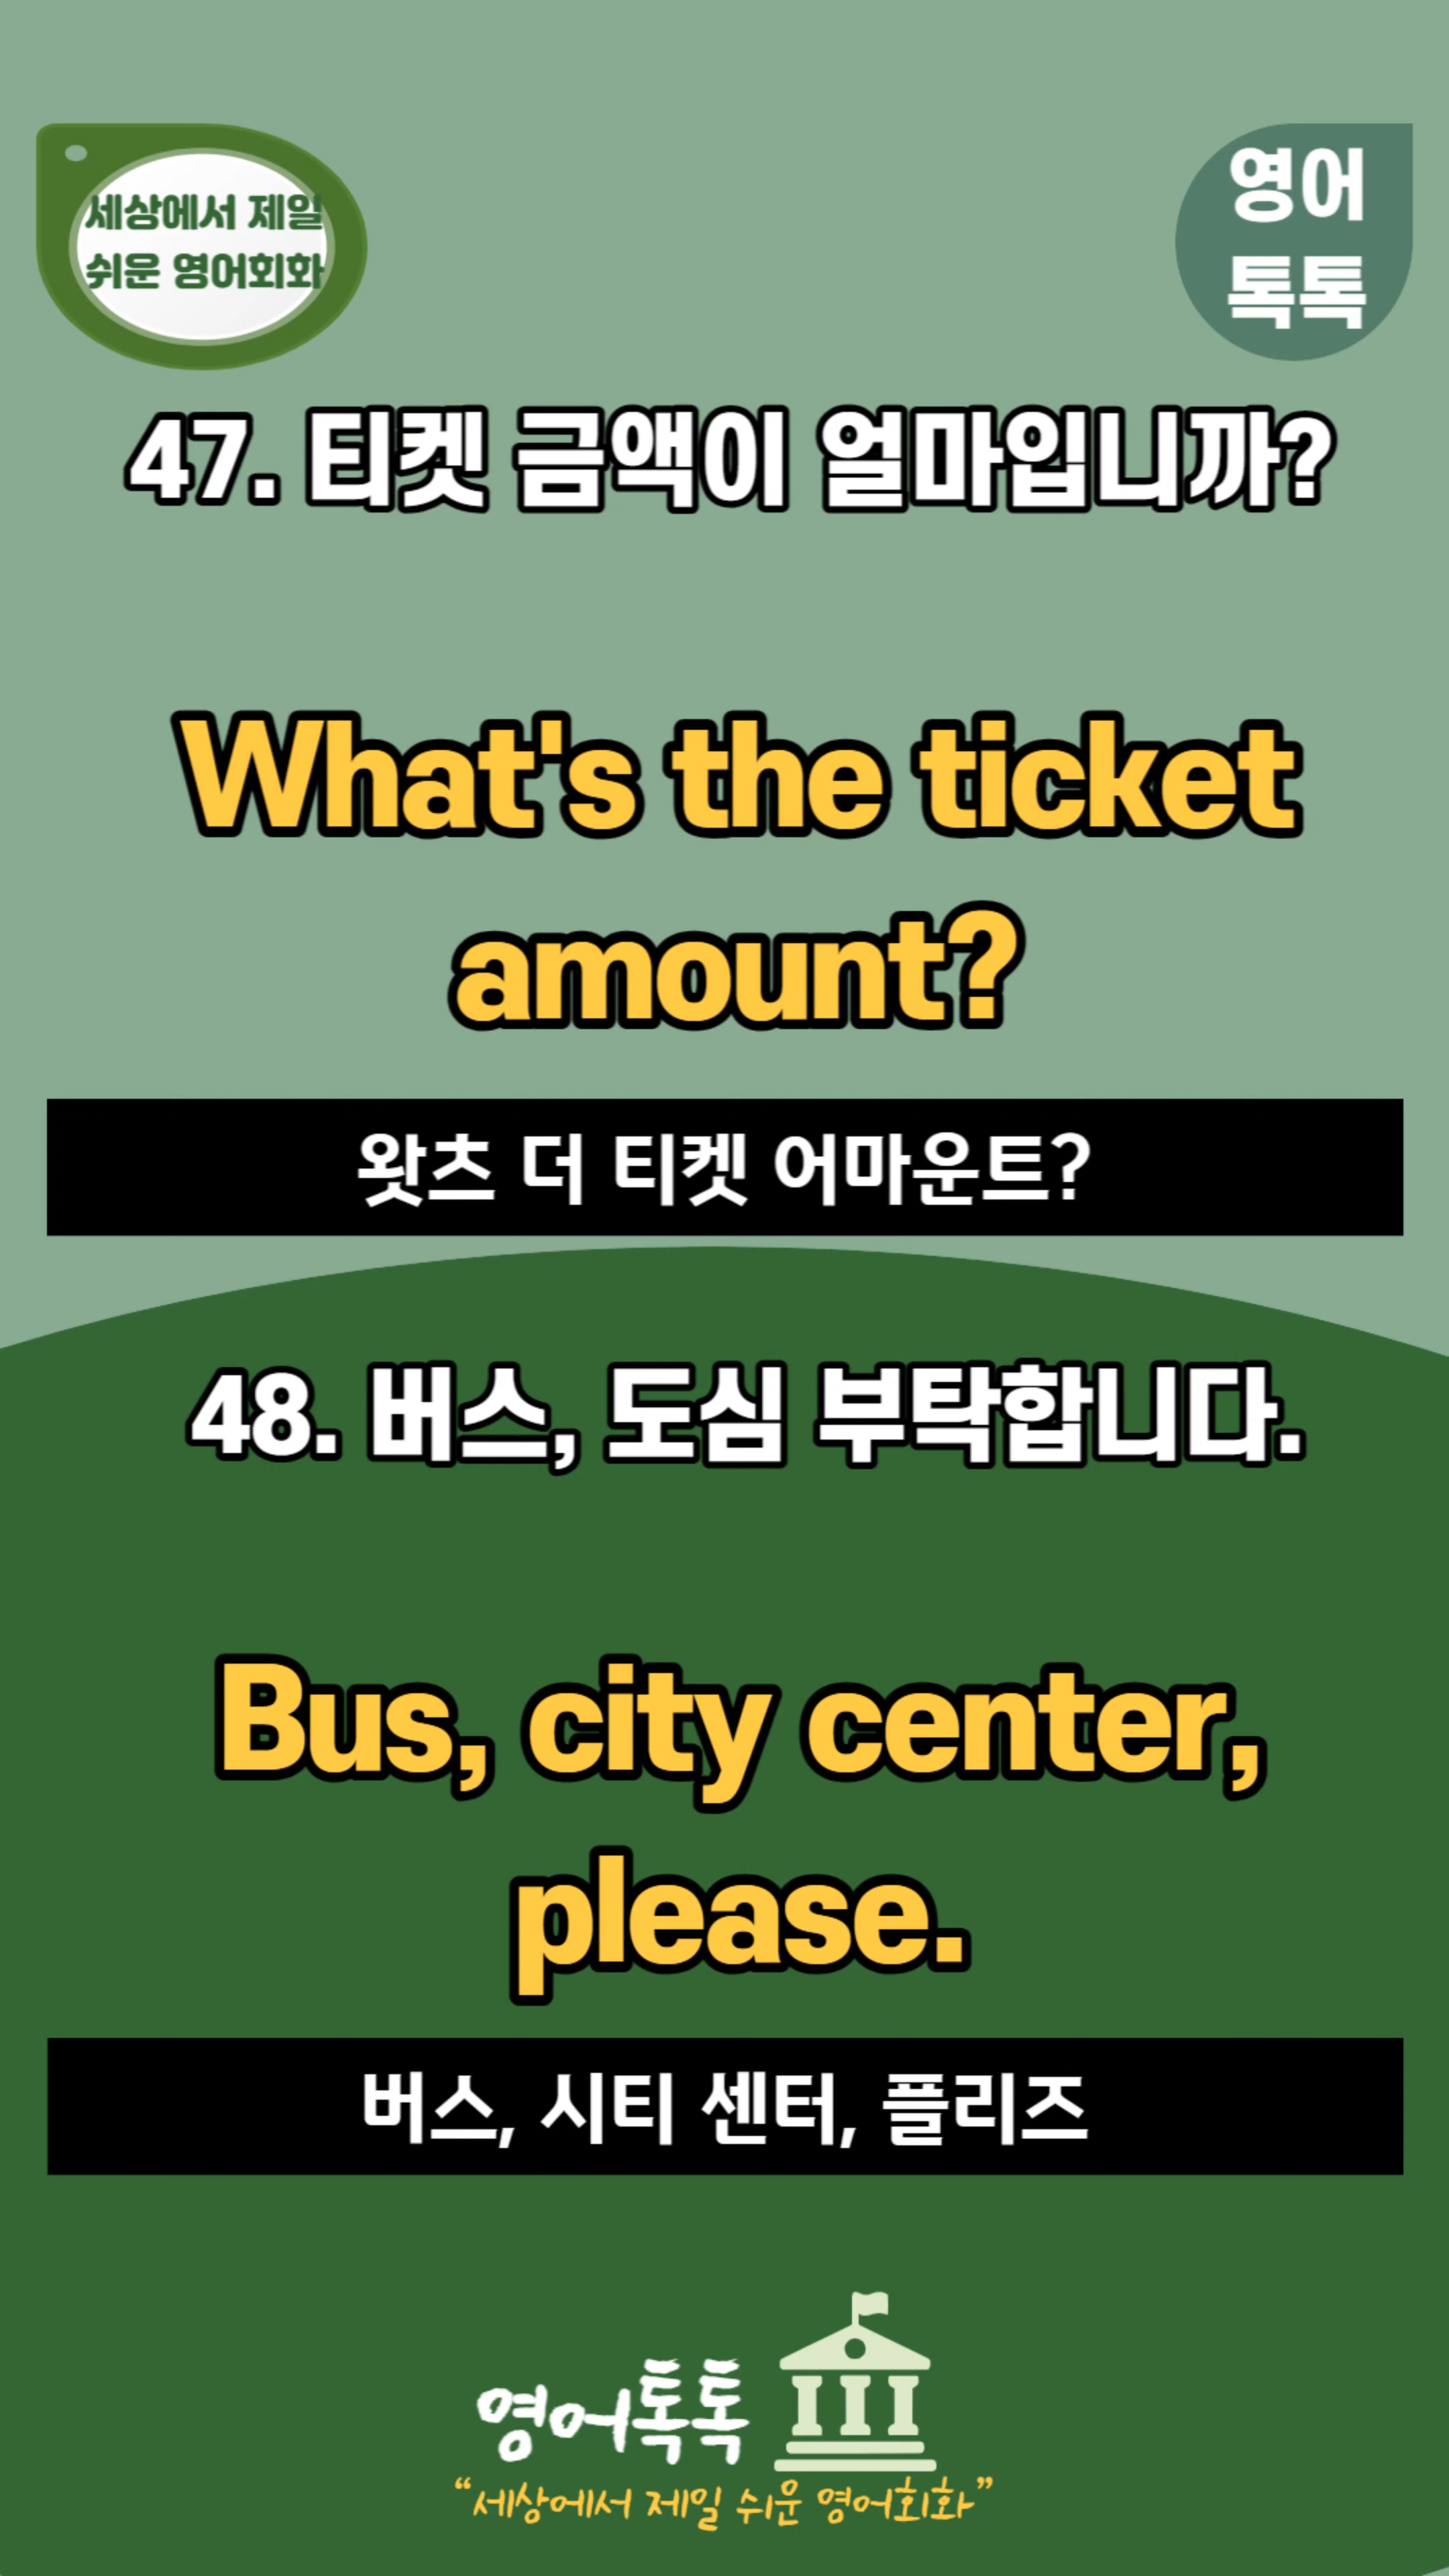 세상에서 제일
쉬운 영어회화
영어
톡톡
47. 티켓 금액이 얼마입니까?
What's the ticket
amount?
왓츠 더 티켓 어마운트?
48. 버스, 도심 부탁합니다.
Bus, city center,
please.
버스, 시티 센터, 플리즈
영어톡톡
“세상에서 제일 쉬운 영어회화”